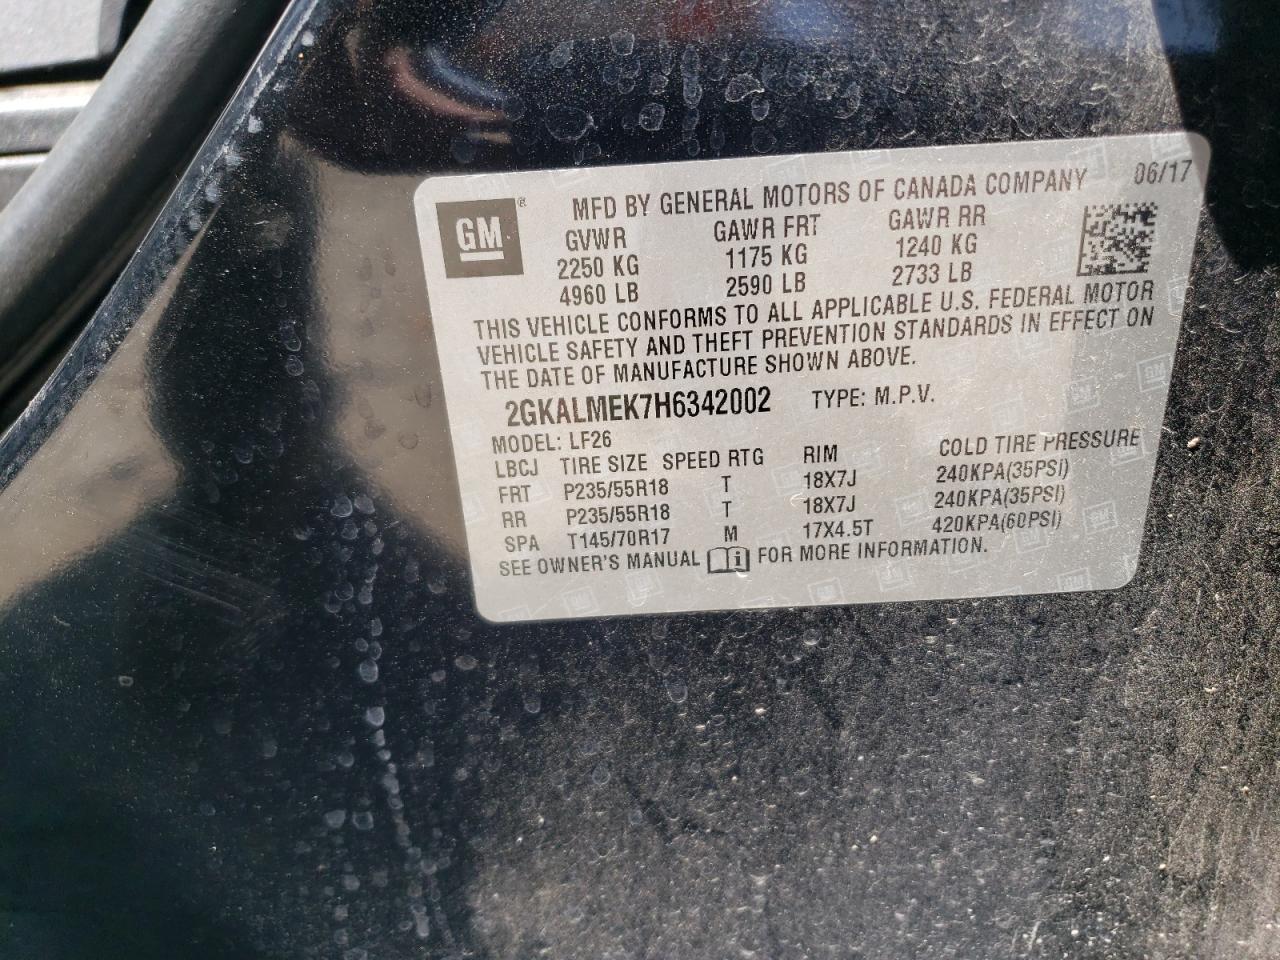 06/17
GM® MFD BY GENERAL MOTORS OF CANADA COMPANY
GVWR GAWR FRT GAWR RR
2250 KG 1175 KG 1240 KG
4960 LB 2590 LB 2733 LB
THIS VEHICLE CONFORMS TO ALL APPLICABLE U.S. FEDERAL MOTOR
VEHICLE SAFETY AND THEFT PREVENTION STANDARDS IN EFFECT ON
THE DATE OF MANUFACTURE SHOWN ABOVE.
2GKALMEK7H6342002 TYPE: M.P.V.
MODEL: LF26
LBCJ TIRE SIZE SPEED RTG RIM COLD TIRE PRESSURE
FRT P235/55R18 T 18X7J 240KPA(35PSI)
RR P235/55R18 T 18X7J 240KPA(35PSI)
SPA T145/70R17 M 17X4.5T 420KPA(60PSI)
SEE OWNER'S MANUAL FOR MORE INFORMATION.